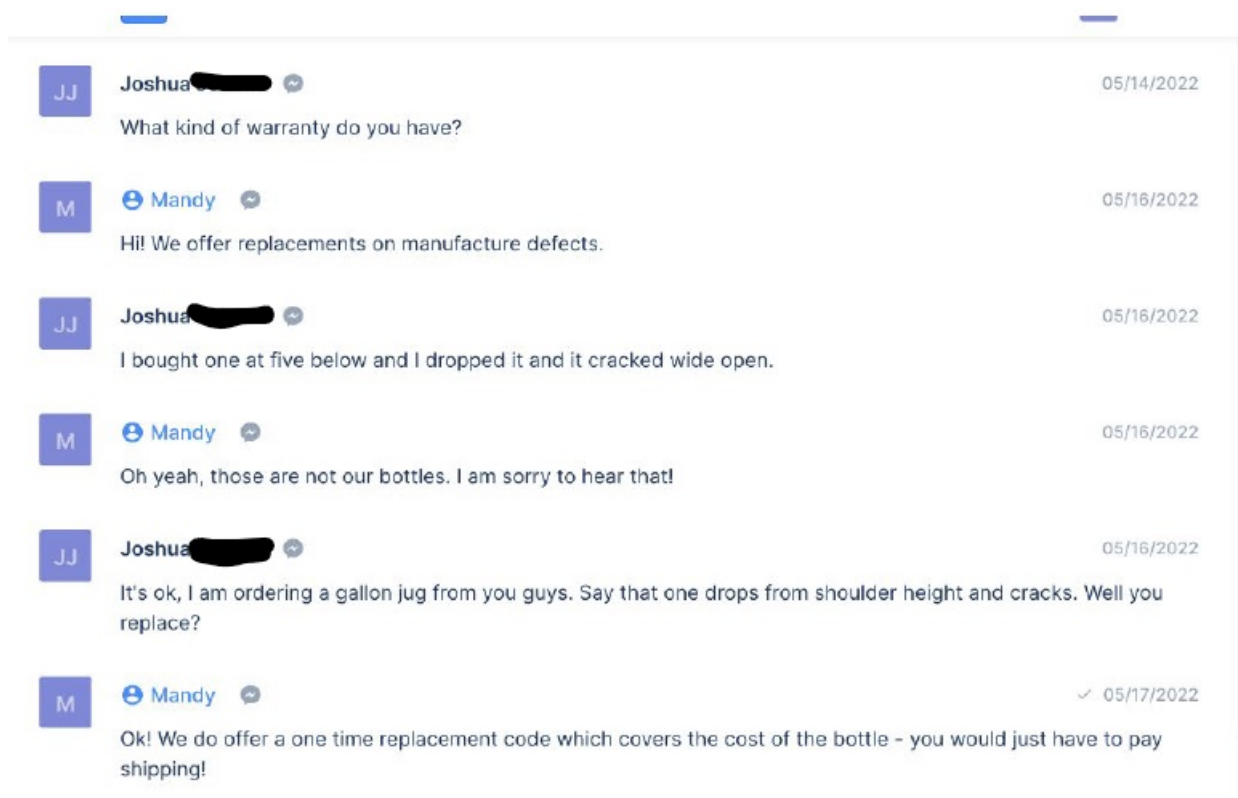 JJ
Joshua
05/14/2022
What kind of warranty do you have?
M
Mandy
05/16/2022
Hi! We offer replacements on manufacture defects.
JJ
Joshua
05/16/2022
I bought one at five below and I dropped it and it cracked wide open.
M
Mandy
05/16/2022
Oh yeah, those are not our bottles. I am sorry to hear that!
JJ
Joshua
05/16/2022
It's ok, I am ordering a gallon jug from you guys. Say that one drops from shoulder height and cracks. Well you
replace?
M
Mandy
05/17/2022
Ok! We do offer a one time replacement code which covers the cost of the bottle - you would just have to pay
shipping!